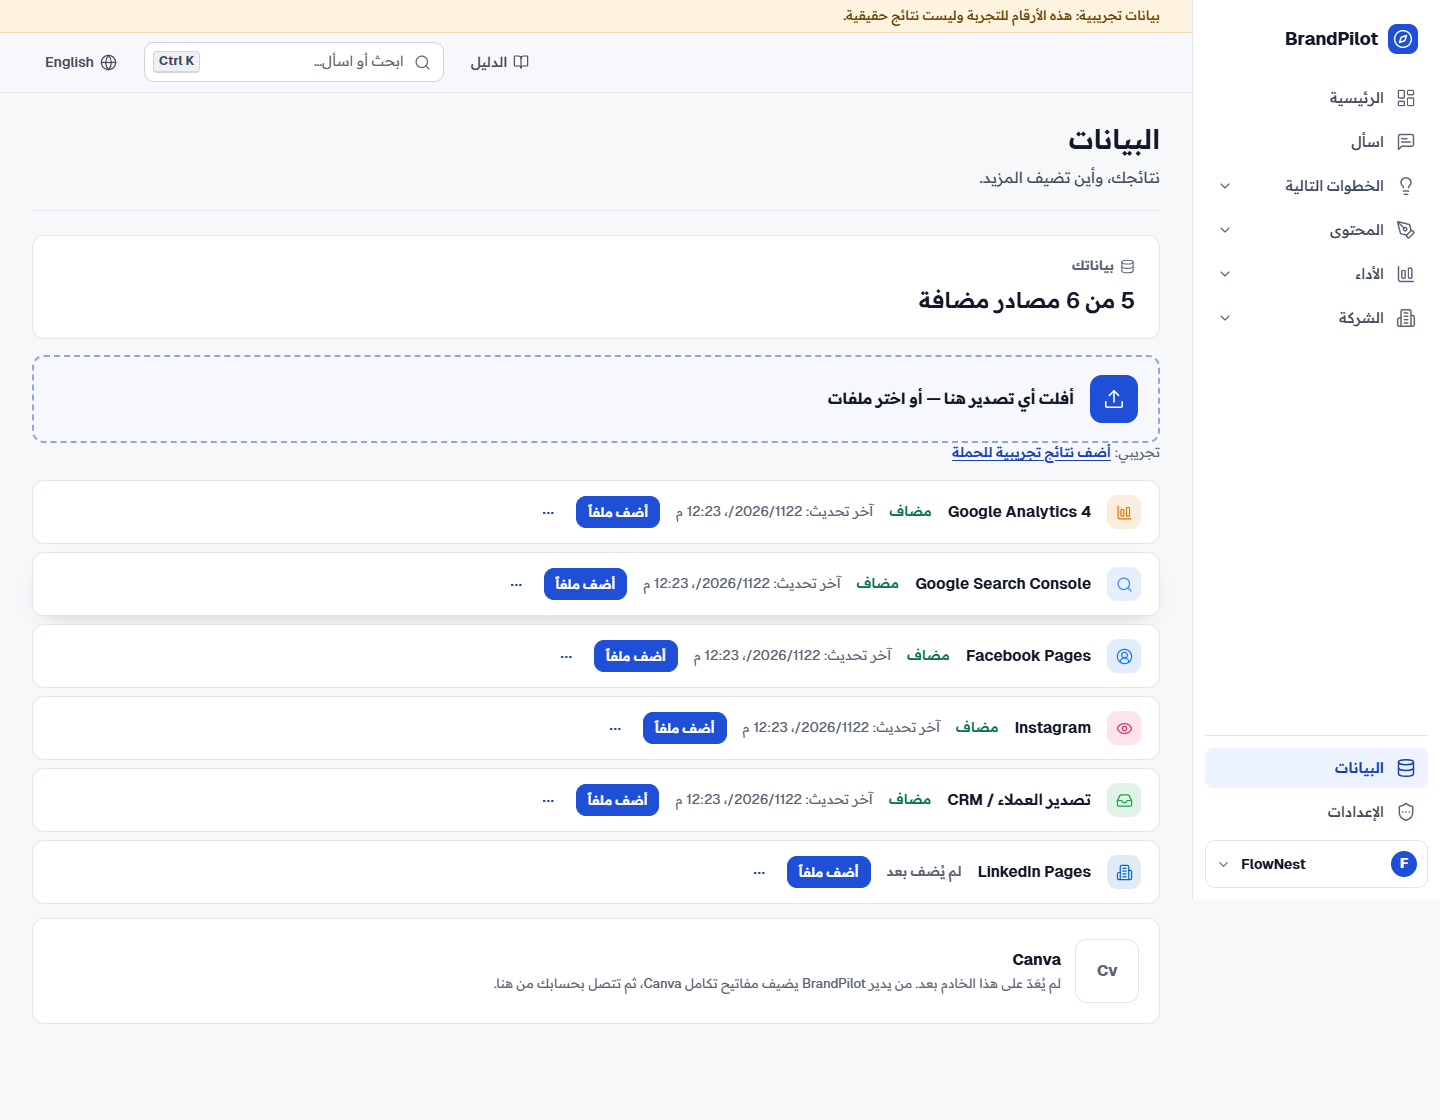 بيانات تجريبية: هذه الأرقام للتجربة وليست نتائج حقيقية.
BrandPilot
الرئيسية
اسأل
الخطوات التالية
المحتوى
الأداء
الشركة
البيانات
الإعدادات
F FlowNest
الدليل
ابحث أو اسأل... Ctrl K
English
البيانات
نتائجك، وأين تضيف المزيد.
بياناتك
5 من 6 مصادر مضافة
أفلت أي تصدير هنا — أو اختر ملفات
تجريبي: أضف نتائج تجريبية للحملة
Google Analytics 4 مضاف آخر تحديث: 22‏/11‏/2026، 12:23 م أضف ملفاً ...
Google Search Console مضاف آخر تحديث: 22‏/11‏/2026، 12:23 م أضف ملفاً ...
Facebook Pages مضاف آخر تحديث: 22‏/11‏/2026، 12:23 م أضف ملفاً ...
Instagram مضاف آخر تحديث: 22‏/11‏/2026، 12:23 م أضف ملفاً ...
تصدير العملاء / CRM مضاف آخر تحديث: 22‏/11‏/2026، 12:23 م أضف ملفاً ...
LinkedIn Pages لم يُضف بعد أضف ملفاً ...
Cv
Canva
لم يُعَدّ على هذا الخادم بعد. من يدير BrandPilot يضيف مفاتيح تكامل Canva، ثم تتصل بحسابك من هنا.